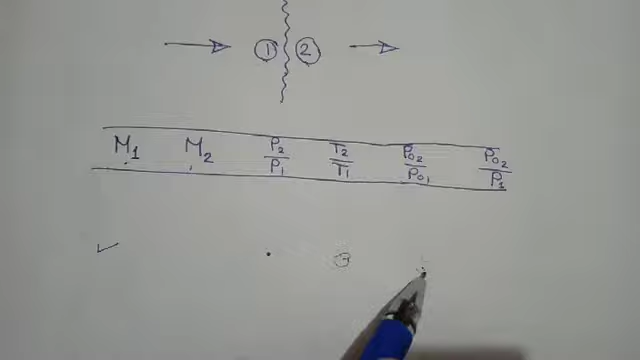 ① ②
M₁ M₂ P₂/P₁ T₂/T₁ P₀₂/P₀₁ P₀₂/P₁